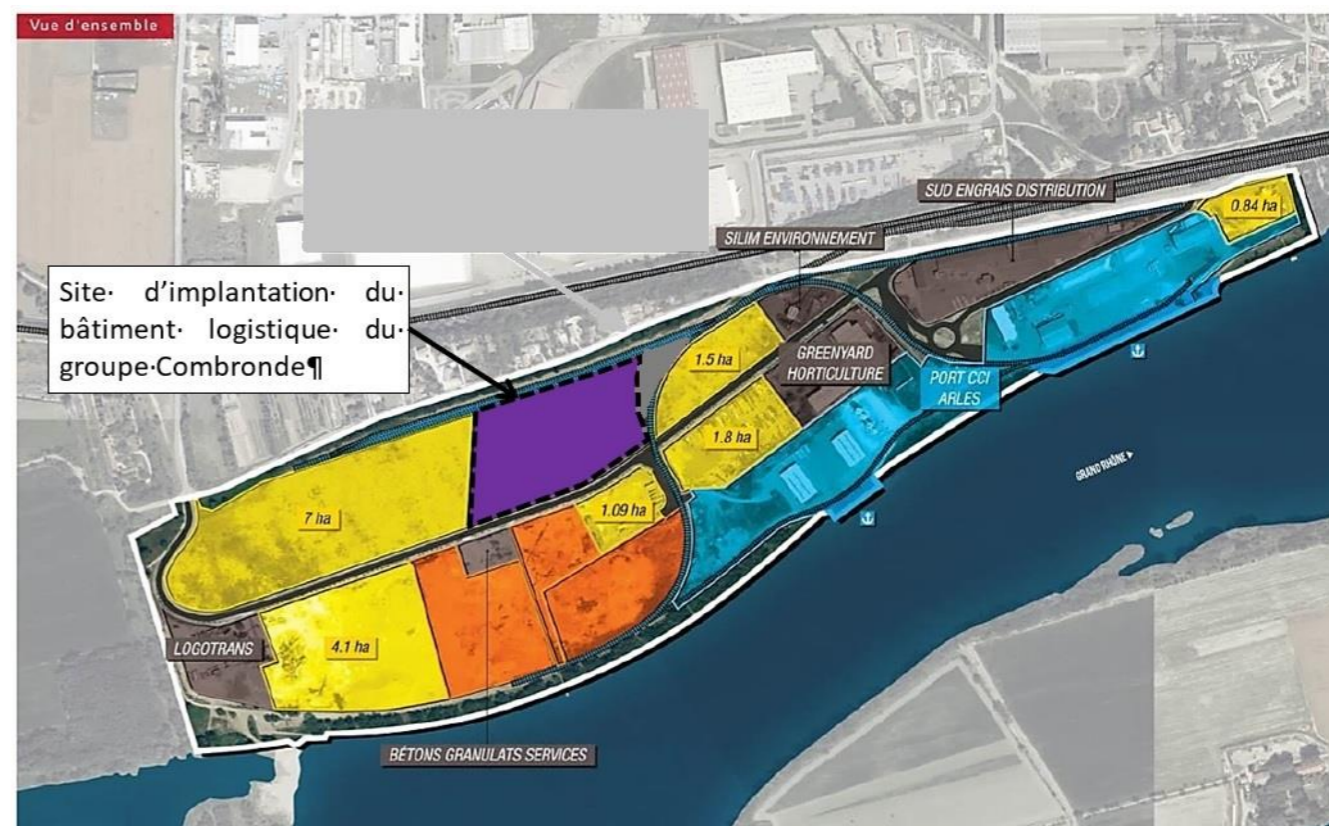 Vue d'ensemble
SUD ENGRAIS DISTRIBUTION
0.84 ha
SILIM ENVIRONNEMENT
Site· d'implantation· du·
bâtiment· logistique· du·
groupe·Combronde¶
1.5 ha
GREENYARD
HORTICULTURE
PORT CCI
ARLES
1.8 ha
GRAND RHÔNE
7 ha
1.09 ha
LOGOTRANS
4.1 ha
BÉTONS GRANULATS SERVICES